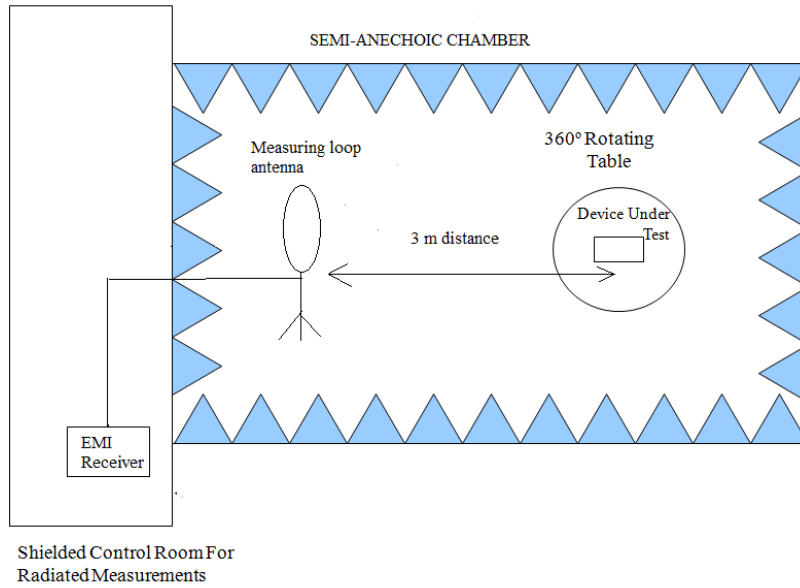 SEMI-ANECHOIC CHAMBER
Measuring loop
antenna
360º Rotating
Table
Device Under
Test
3 m distance
EMI
Receiver
Shielded Control Room For
Radiated Measurements